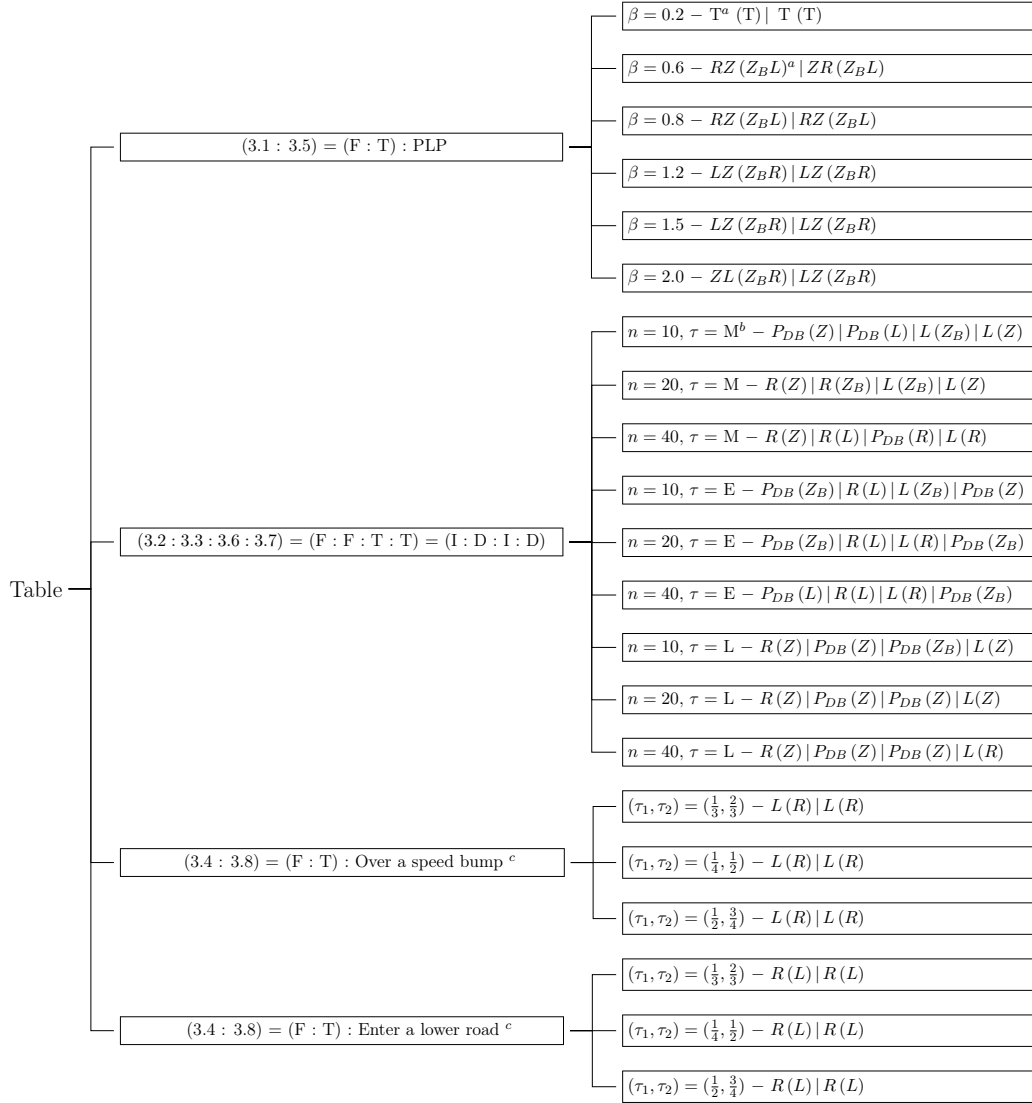 Table
(3.1 : 3.5) = (F : T) : PLP
β = 0.2 − Tᵃ (T) | T (T)
β = 0.6 − RZ (Z_B L)ᵃ | ZR (Z_B L)
β = 0.8 − RZ (Z_B L) | RZ (Z_B L)
β = 1.2 − LZ (Z_B R) | LZ (Z_B R)
β = 1.5 − LZ (Z_B R) | LZ (Z_B R)
β = 2.0 − ZL (Z_B R) | LZ (Z_B R)
(3.2 : 3.3 : 3.6 : 3.7) = (F : F : T : T) = (I : D : I : D)
n = 10, τ = Mᵇ − P_DB (Z) | P_DB (L) | L (Z_B) | L (Z)
n = 20, τ = M − R (Z) | R (Z_B) | L (Z_B) | L (Z)
n = 40, τ = M − R (Z) | R (L) | P_DB (R) | L (R)
n = 10, τ = E − P_DB (Z_B) | R (L) | L (Z_B) | P_DB (Z)
n = 20, τ = E − P_DB (Z_B) | R (L) | L (R) | P_DB (Z_B)
n = 40, τ = E − P_DB (L) | R (L) | L (R) | P_DB (Z_B)
n = 10, τ = L − R (Z) | P_DB (Z) | P_DB (Z_B) | L (Z)
n = 20, τ = L − R (Z) | P_DB (Z) | P_DB (Z) | L(Z)
n = 40, τ = L − R (Z) | P_DB (Z) | P_DB (Z) | L (R)
(3.4 : 3.8) = (F : T) : Over a speed bump ᶜ
(τ₁, τ₂) = (1/3, 2/3) − L (R) | L (R)
(τ₁, τ₂) = (1/4, 1/2) − L (R) | L (R)
(τ₁, τ₂) = (1/2, 3/4) − L (R) | L (R)
(3.4 : 3.8) = (F : T) : Enter a lower road ᶜ
(τ₁, τ₂) = (1/3, 2/3) − R (L) | R (L)
(τ₁, τ₂) = (1/4, 1/2) − R (L) | R (L)
(τ₁, τ₂) = (1/2, 3/4) − R (L) | R (L)